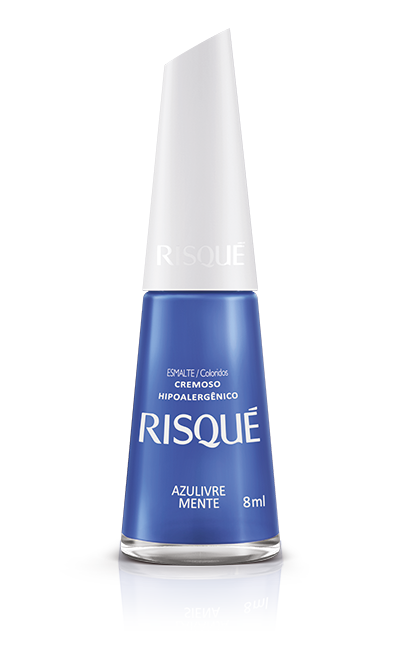 RISQUÉ
ESMALTE / Coloridos
CREMOSO
HIPOALERGÊNICO
RISQUÉ
AZULIVRE
MENTE
8ml